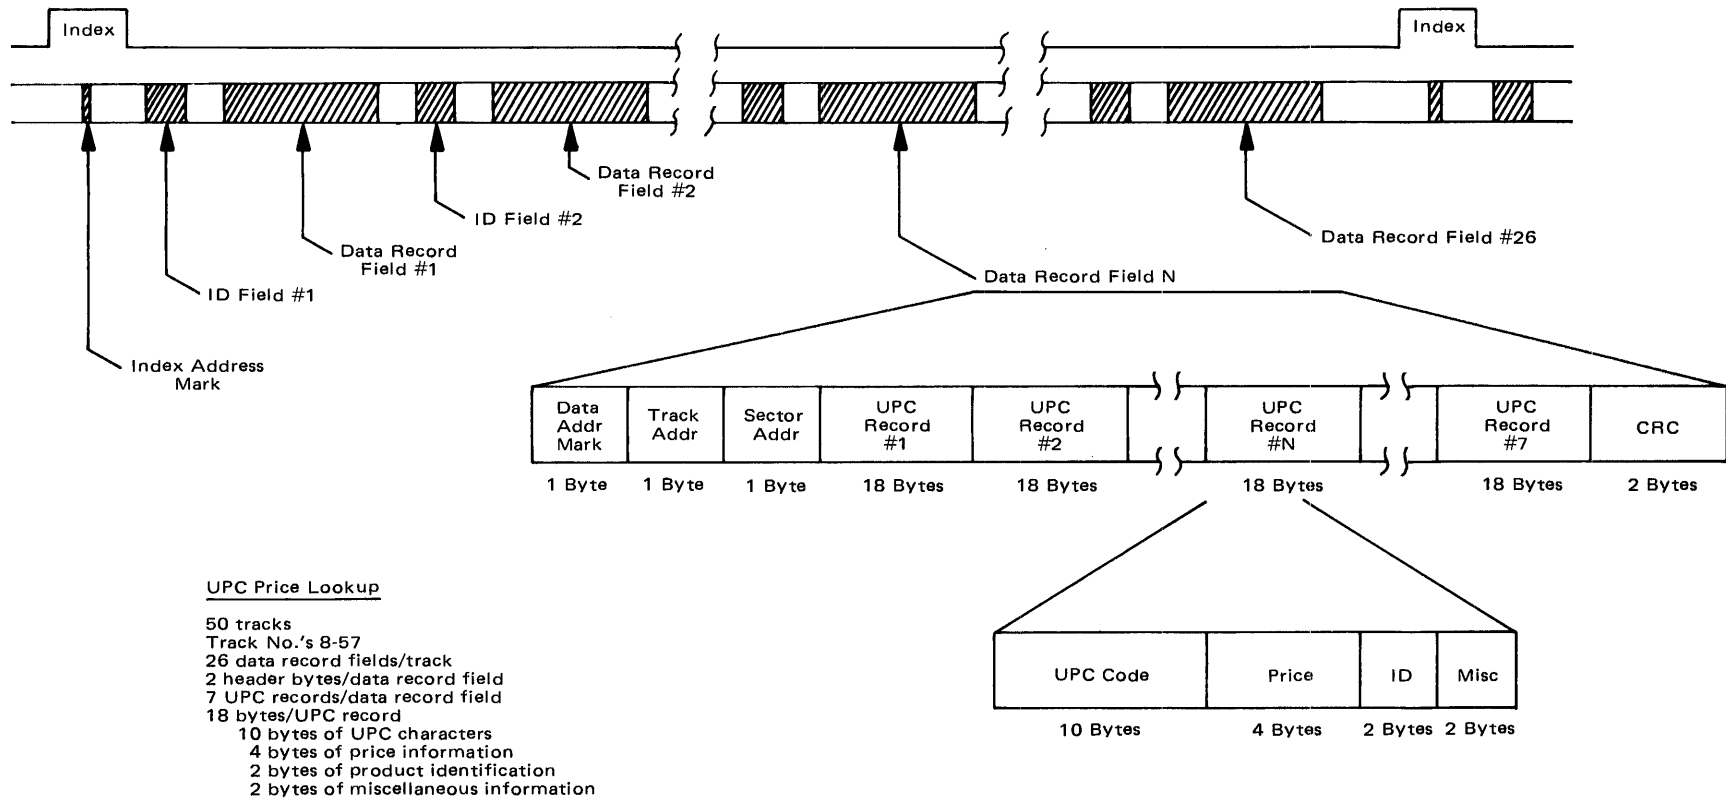 Index
Index
Data Record
Field #2
ID Field #2
Data Record Field #26
Data Record
Field #1
Data Record Field N
ID Field #1
Index Address
Mark
Data
Addr
Mark
Track
Addr
Sector
Addr
UPC
Record
#1
UPC
Record
#2
UPC
Record
#N
UPC
Record
#7
CRC
1 Byte
1 Byte
1 Byte
18 Bytes
18 Bytes
18 Bytes
18 Bytes
2 Bytes
UPC Code
Price
ID
Misc
10 Bytes
4 Bytes
2 Bytes
2 Bytes
UPC Price Lookup
50 tracks
Track No.'s 8-57
26 data record fields/track
2 header bytes/data record field
7 UPC records/data record field
18 bytes/UPC record
10 bytes of UPC characters
4 bytes of price information
2 bytes of product identification
2 bytes of miscellaneous information